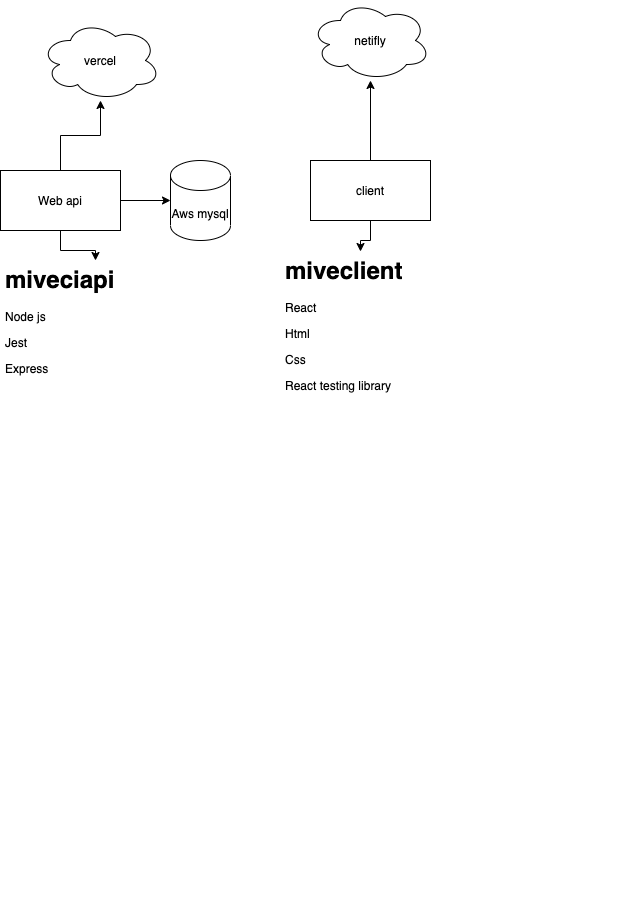 vercel
netifly
Web api
Aws mysql
client
miveciapi
Node js
Jest
Express
miveclient
React
Html
Css
React testing library